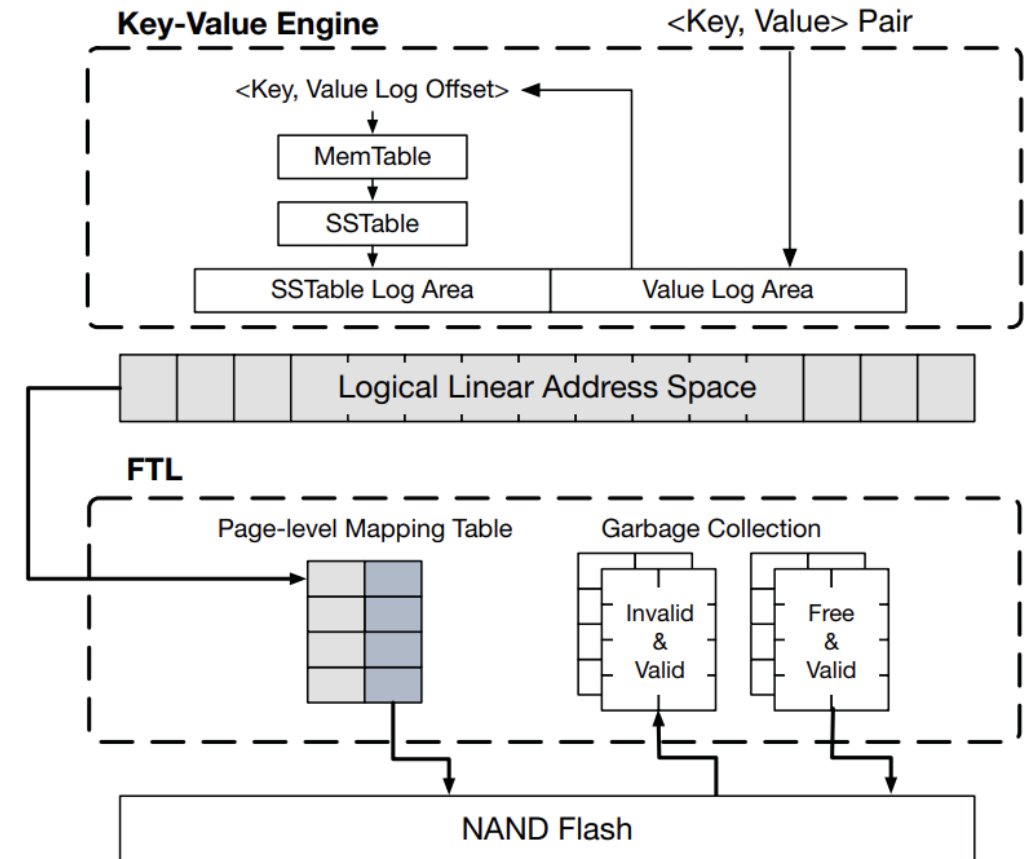 Key-Value Engine
<Key, Value> Pair
<Key, Value Log Offset>
MemTable
SSTable
SSTable Log Area
Value Log Area
Logical Linear Address Space
FTL
Page-level Mapping Table
Garbage Collection
Invalid
&
Valid
Free
&
Valid
NAND Flash